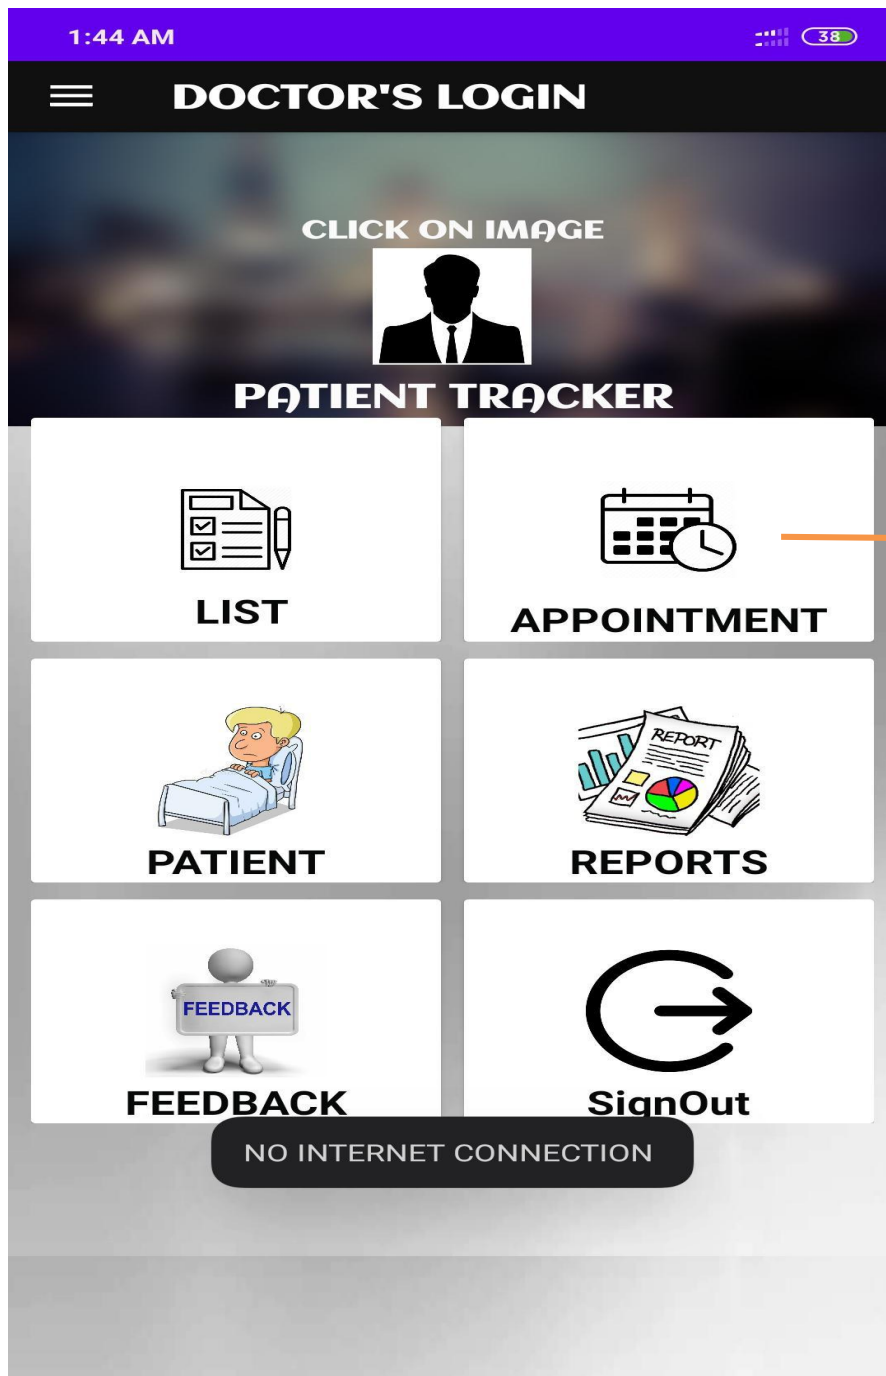 1:44 AM
38
DOCTOR'S LOGIN
CLICK ON IMAGE
PATIENT TRACKER
LIST
APPOINTMENT
REPORT
PATIENT
REPORTS
FEEDBACK
FEEDBACK
SignOut
NO INTERNET CONNECTION